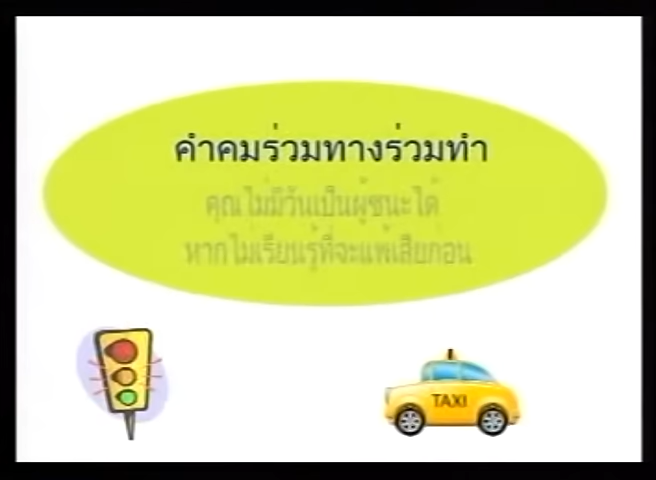 คำคมร่วมทางร่วมทำ
คุณไม่มีวันเป็นผู้ชนะได้
หากไม่เรียนรู้ที่จะแพ้เสียก่อน
TAXI